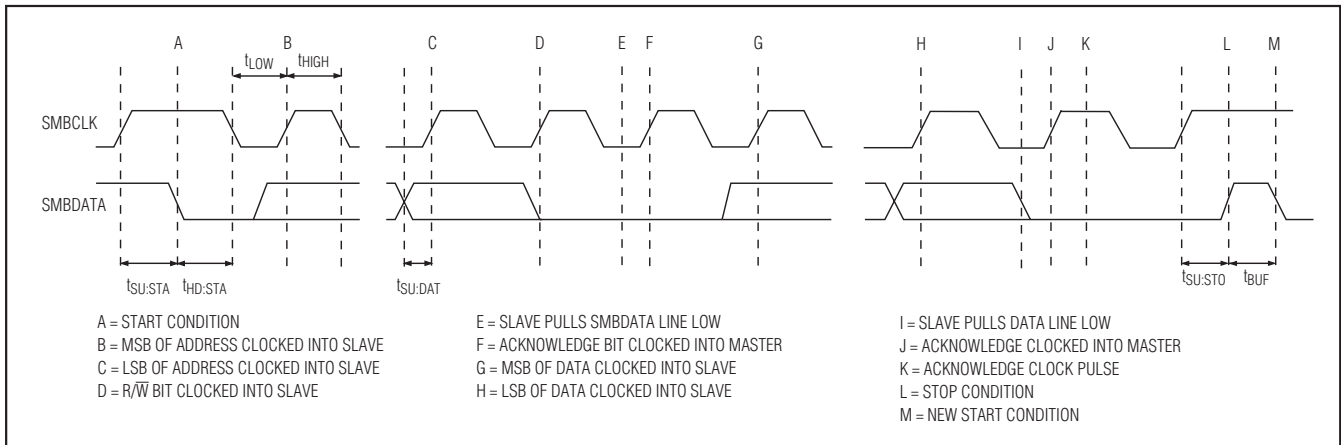 A B C D E F G H I J K L M
tLOW tHIGH
SMBCLK
SMBDATA
tSU:STA tHD:STA tSU:DAT tSU:STO tBUF
A = START CONDITION
B = MSB OF ADDRESS CLOCKED INTO SLAVE
C = LSB OF ADDRESS CLOCKED INTO SLAVE
D = R/W̅ BIT CLOCKED INTO SLAVE
E = SLAVE PULLS SMBDATA LINE LOW
F = ACKNOWLEDGE BIT CLOCKED INTO MASTER
G = MSB OF DATA CLOCKED INTO SLAVE
H = LSB OF DATA CLOCKED INTO SLAVE
I = SLAVE PULLS DATA LINE LOW
J = ACKNOWLEDGE CLOCKED INTO MASTER
K = ACKNOWLEDGE CLOCK PULSE
L = STOP CONDITION
M = NEW START CONDITION